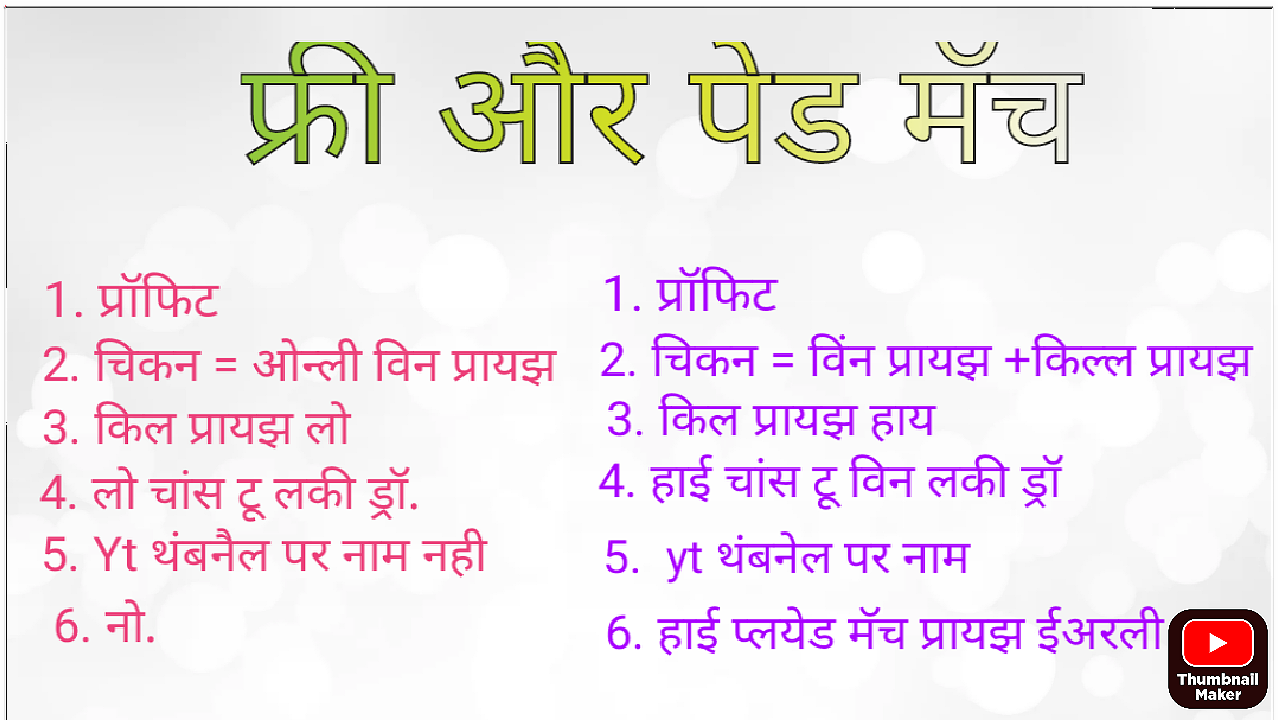 फ्री और पेड मॅच
1. प्रॉफिट
2. चिकन = ओन्ली विन प्रायझ
3. किल प्रायझ लो
4. लो चांस टू लकी ड्रॉ.
5. Yt थंबनैल पर नाम नही
6. नो.
1. प्रॉफिट
2. चिकन = विंन प्रायझ +किल्ल प्रायझ
3. किल प्रायझ हाय
4. हाई चांस टू विन लकी ड्रॉ
5. yt थंबनेल पर नाम
6. हाई प्लयेड मॅच प्रायझ ईअरली
Thumbnail
Maker